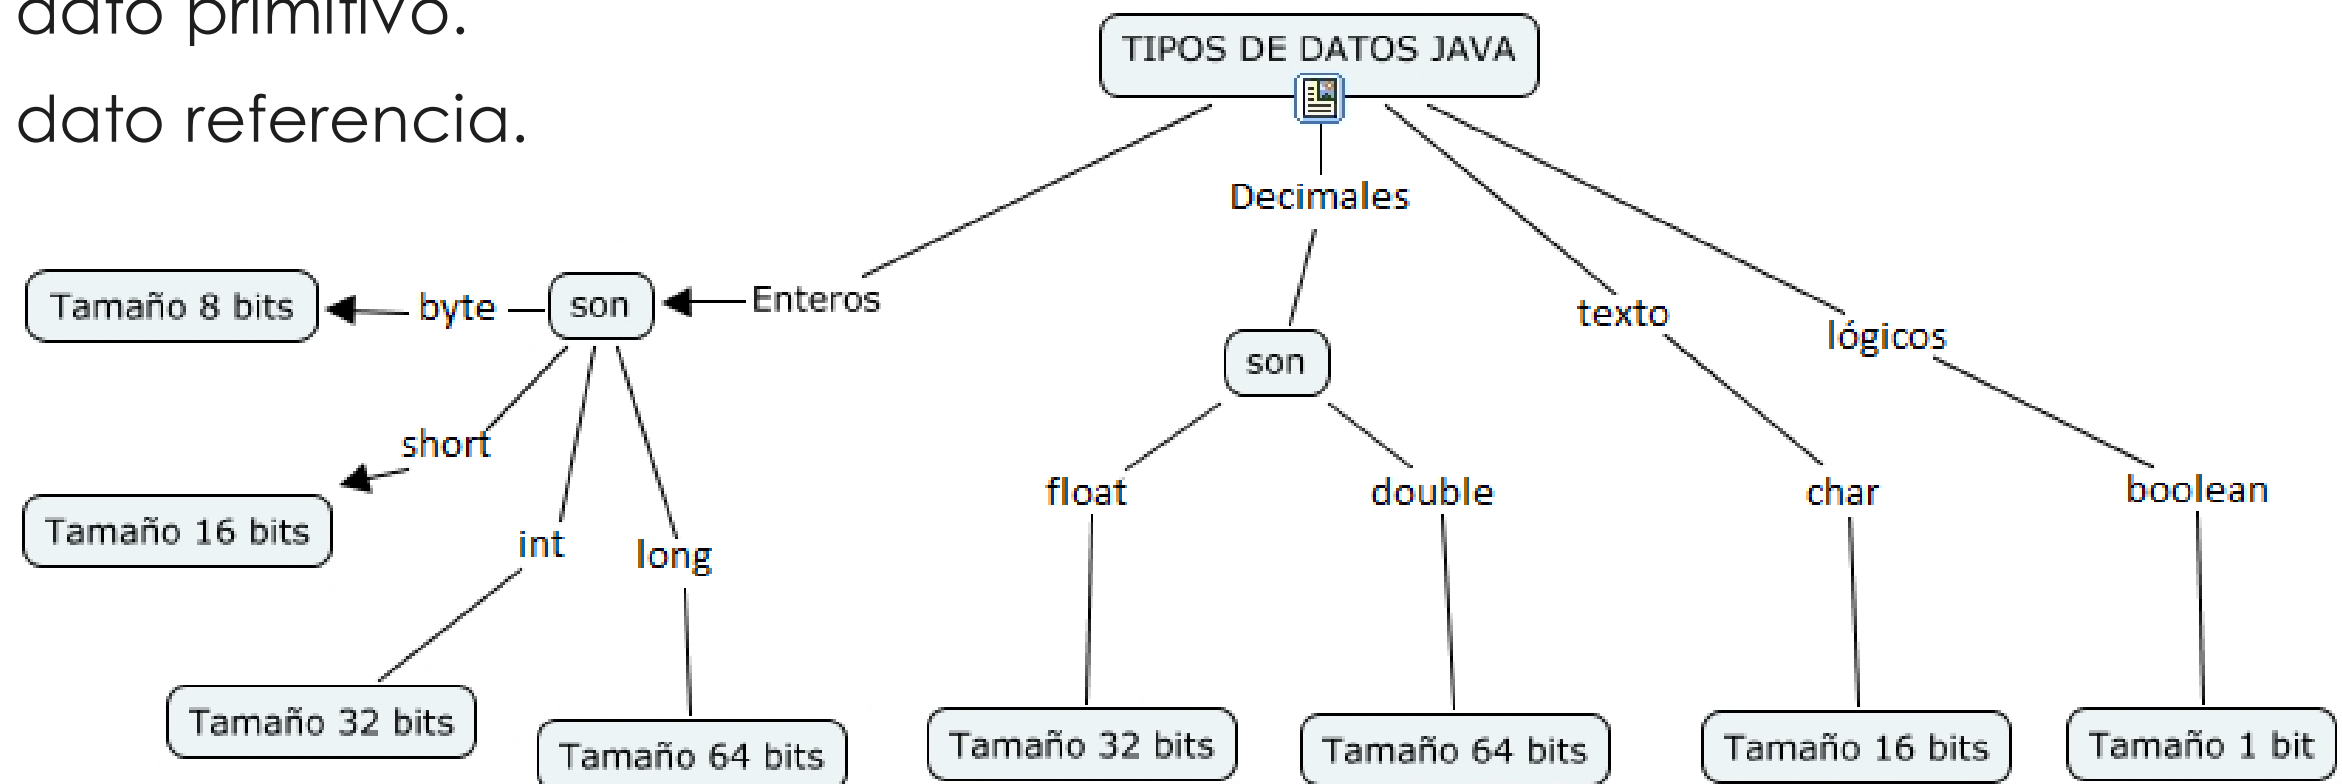 dato primitivo.
dato referencia.
TIPOS DE DATOS JAVA
Decimales
Enteros
son
byte
Tamaño 8 bits
short
Tamaño 16 bits
int
Tamaño 32 bits
long
Tamaño 64 bits
son
float
Tamaño 32 bits
double
Tamaño 64 bits
texto
char
Tamaño 16 bits
lógicos
boolean
Tamaño 1 bit